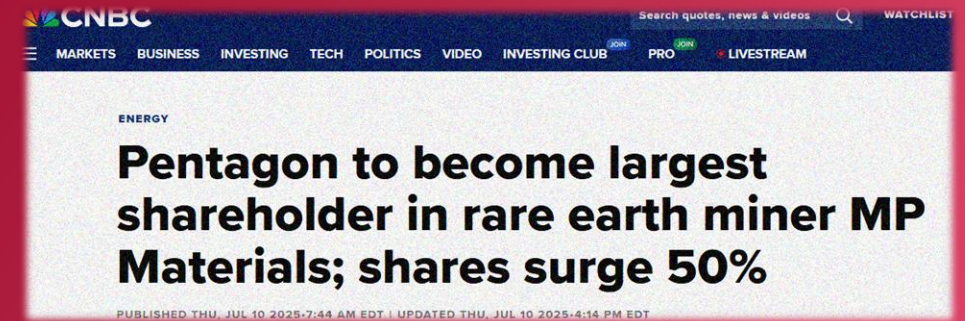 CNBC
Search quotes, news & videos WATCHLIST
MARKETS BUSINESS INVESTING TECH POLITICS VIDEO INVESTING CLUB JOIN PRO JOIN LIVESTREAM
ENERGY
Pentagon to become largest
shareholder in rare earth miner MP
Materials; shares surge 50%
PUBLISHED THU, JUL 10 2025•7:44 AM EDT | UPDATED THU, JUL 10 2025•4:14 PM EDT